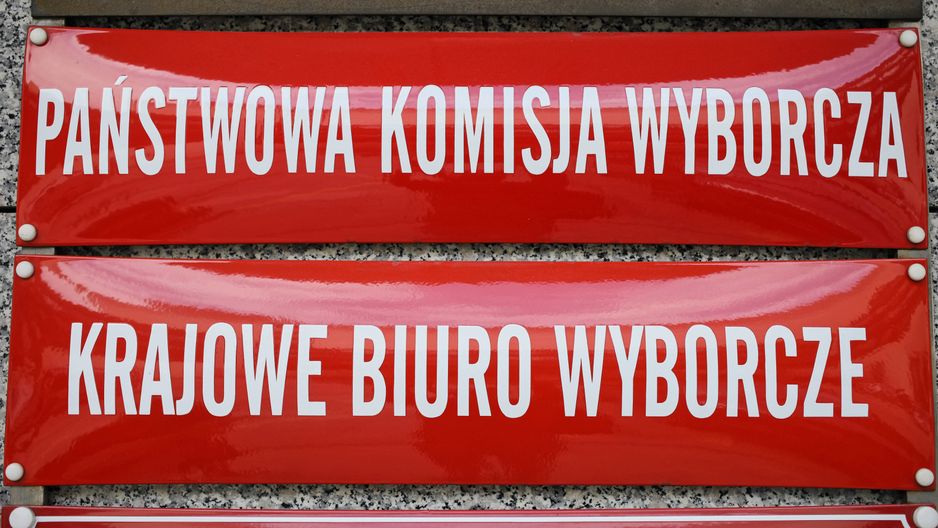 PAŃSTWOWA KOMISJA WYBORCZA
KRAJOWE BIURO WYBORCZE